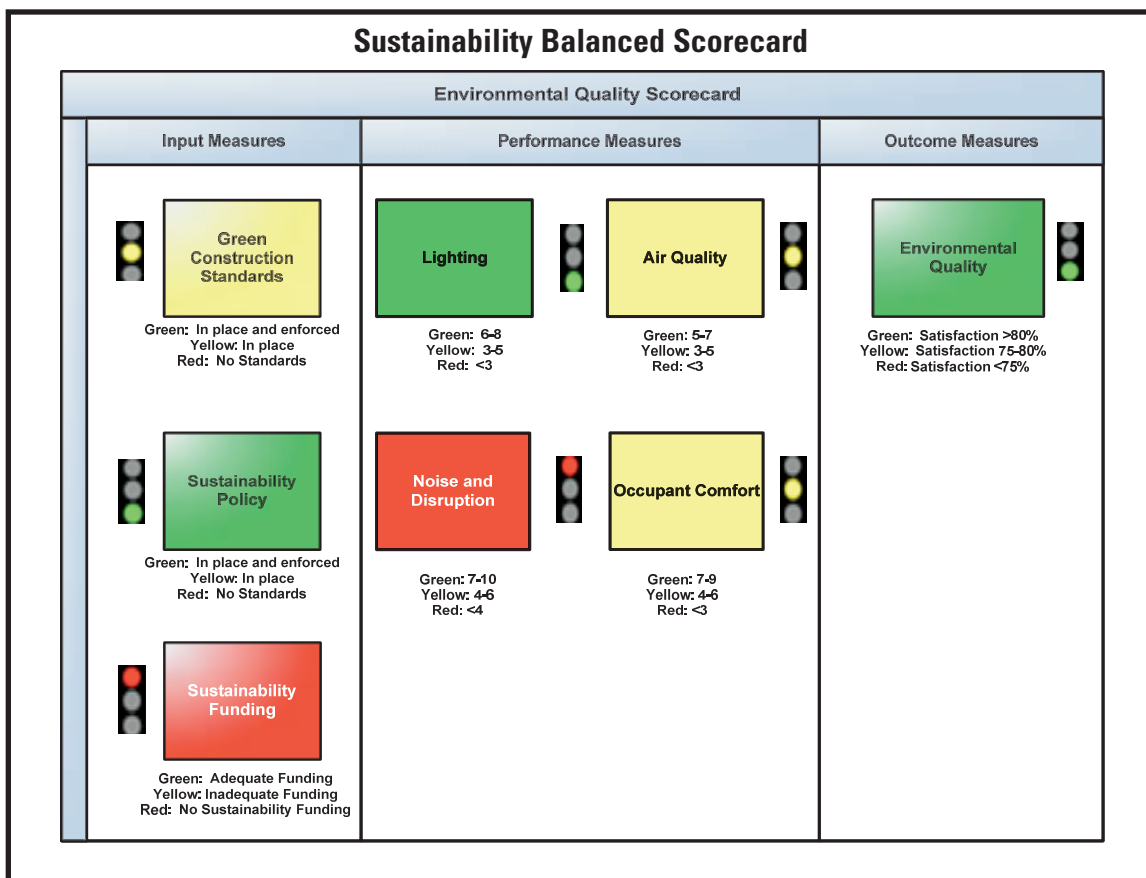 Sustainability Balanced Scorecard
Environmental Quality Scorecard
Input Measures
Performance Measures
Outcome Measures
Green
Construction
Standards
Green: In place and enforced
Yellow: In place
Red: No Standards
Sustainability
Policy
Green: In place and enforced
Yellow: In place
Red: No Standards
Sustainability
Funding
Green: Adequate Funding
Yellow: Inadequate Funding
Red: No Sustainability Funding
Lighting
Green: 6-8
Yellow: 3-5
Red: <3
Air Quality
Green: 5-7
Yellow: 3-5
Red: <3
Noise and
Disruption
Green: 7-10
Yellow: 4-6
Red: <4
Occupant Comfort
Green: 7-9
Yellow: 4-6
Red: <3
Environmental
Quality
Green: Satisfaction >80%
Yellow: Satisfaction 75-80%
Red: Satisfaction <75%